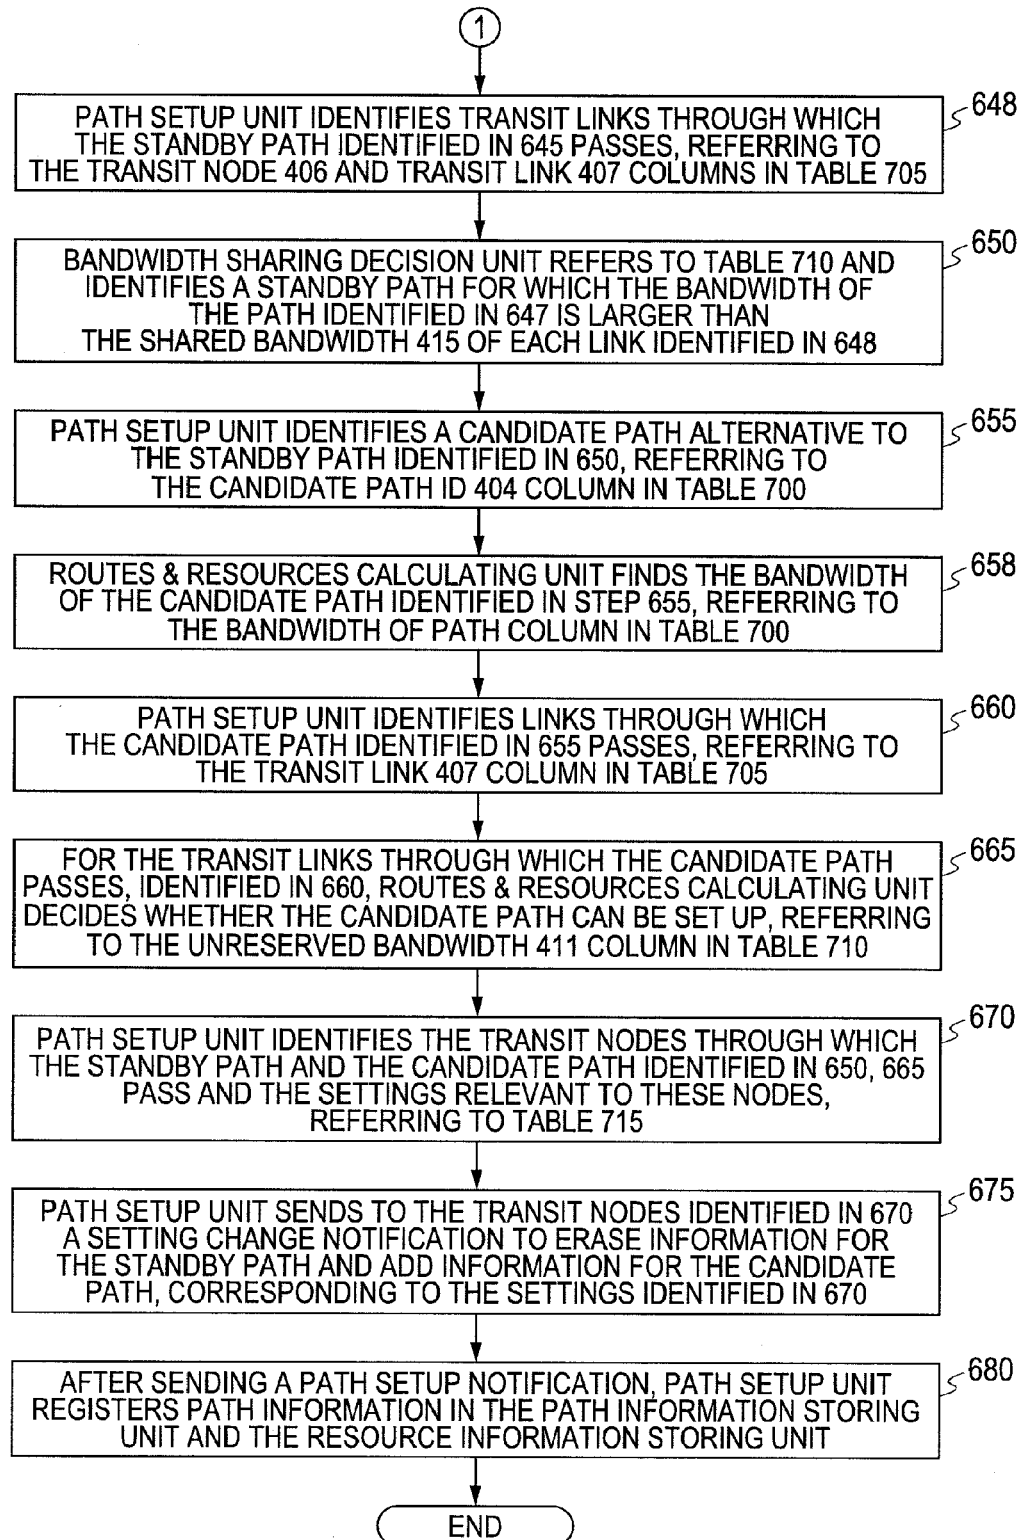 1
PATH SETUP UNIT IDENTIFIES TRANSIT LINKS THROUGH WHICH
THE STANDBY PATH IDENTIFIED IN 645 PASSES, REFERRING TO
THE TRANSIT NODE 406 AND TRANSIT LINK 407 COLUMNS IN TABLE 705
648
BANDWIDTH SHARING DECISION UNIT REFERS TO TABLE 710 AND
IDENTIFIES A STANDBY PATH FOR WHICH THE BANDWIDTH OF
THE PATH IDENTIFIED IN 647 IS LARGER THAN
THE SHARED BANDWIDTH 415 OF EACH LINK IDENTIFIED IN 648
650
PATH SETUP UNIT IDENTIFIES A CANDIDATE PATH ALTERNATIVE TO
THE STANDBY PATH IDENTIFIED IN 650, REFERRING TO
THE CANDIDATE PATH ID 404 COLUMN IN TABLE 700
655
ROUTES & RESOURCES CALCULATING UNIT FINDS THE BANDWIDTH
OF THE CANDIDATE PATH IDENTIFIED IN STEP 655, REFERRING TO
THE BANDWIDTH OF PATH COLUMN IN TABLE 700
658
PATH SETUP UNIT IDENTIFIES LINKS THROUGH WHICH
THE CANDIDATE PATH IDENTIFIED IN 655 PASSES, REFERRING TO
THE TRANSIT LINK 407 COLUMN IN TABLE 705
660
FOR THE TRANSIT LINKS THROUGH WHICH THE CANDIDATE PATH
PASSES, IDENTIFIED IN 660, ROUTES & RESOURCES CALCULATING UNIT
DECIDES WHETHER THE CANDIDATE PATH CAN BE SET UP, REFERRING
TO THE UNRESERVED BANDWIDTH 411 COLUMN IN TABLE 710
665
PATH SETUP UNIT IDENTIFIES THE TRANSIT NODES THROUGH WHICH
THE STANDBY PATH AND THE CANDIDATE PATH IDENTIFIED IN 650, 665
PASS AND THE SETTINGS RELEVANT TO THESE NODES,
REFERRING TO TABLE 715
670
PATH SETUP UNIT SENDS TO THE TRANSIT NODES IDENTIFIED IN 670
A SETTING CHANGE NOTIFICATION TO ERASE INFORMATION FOR
THE STANDBY PATH AND ADD INFORMATION FOR THE CANDIDATE
PATH, CORRESPONDING TO THE SETTINGS IDENTIFIED IN 670
675
AFTER SENDING A PATH SETUP NOTIFICATION, PATH SETUP UNIT
REGISTERS PATH INFORMATION IN THE PATH INFORMATION STORING
UNIT AND THE RESOURCE INFORMATION STORING UNIT
680
END